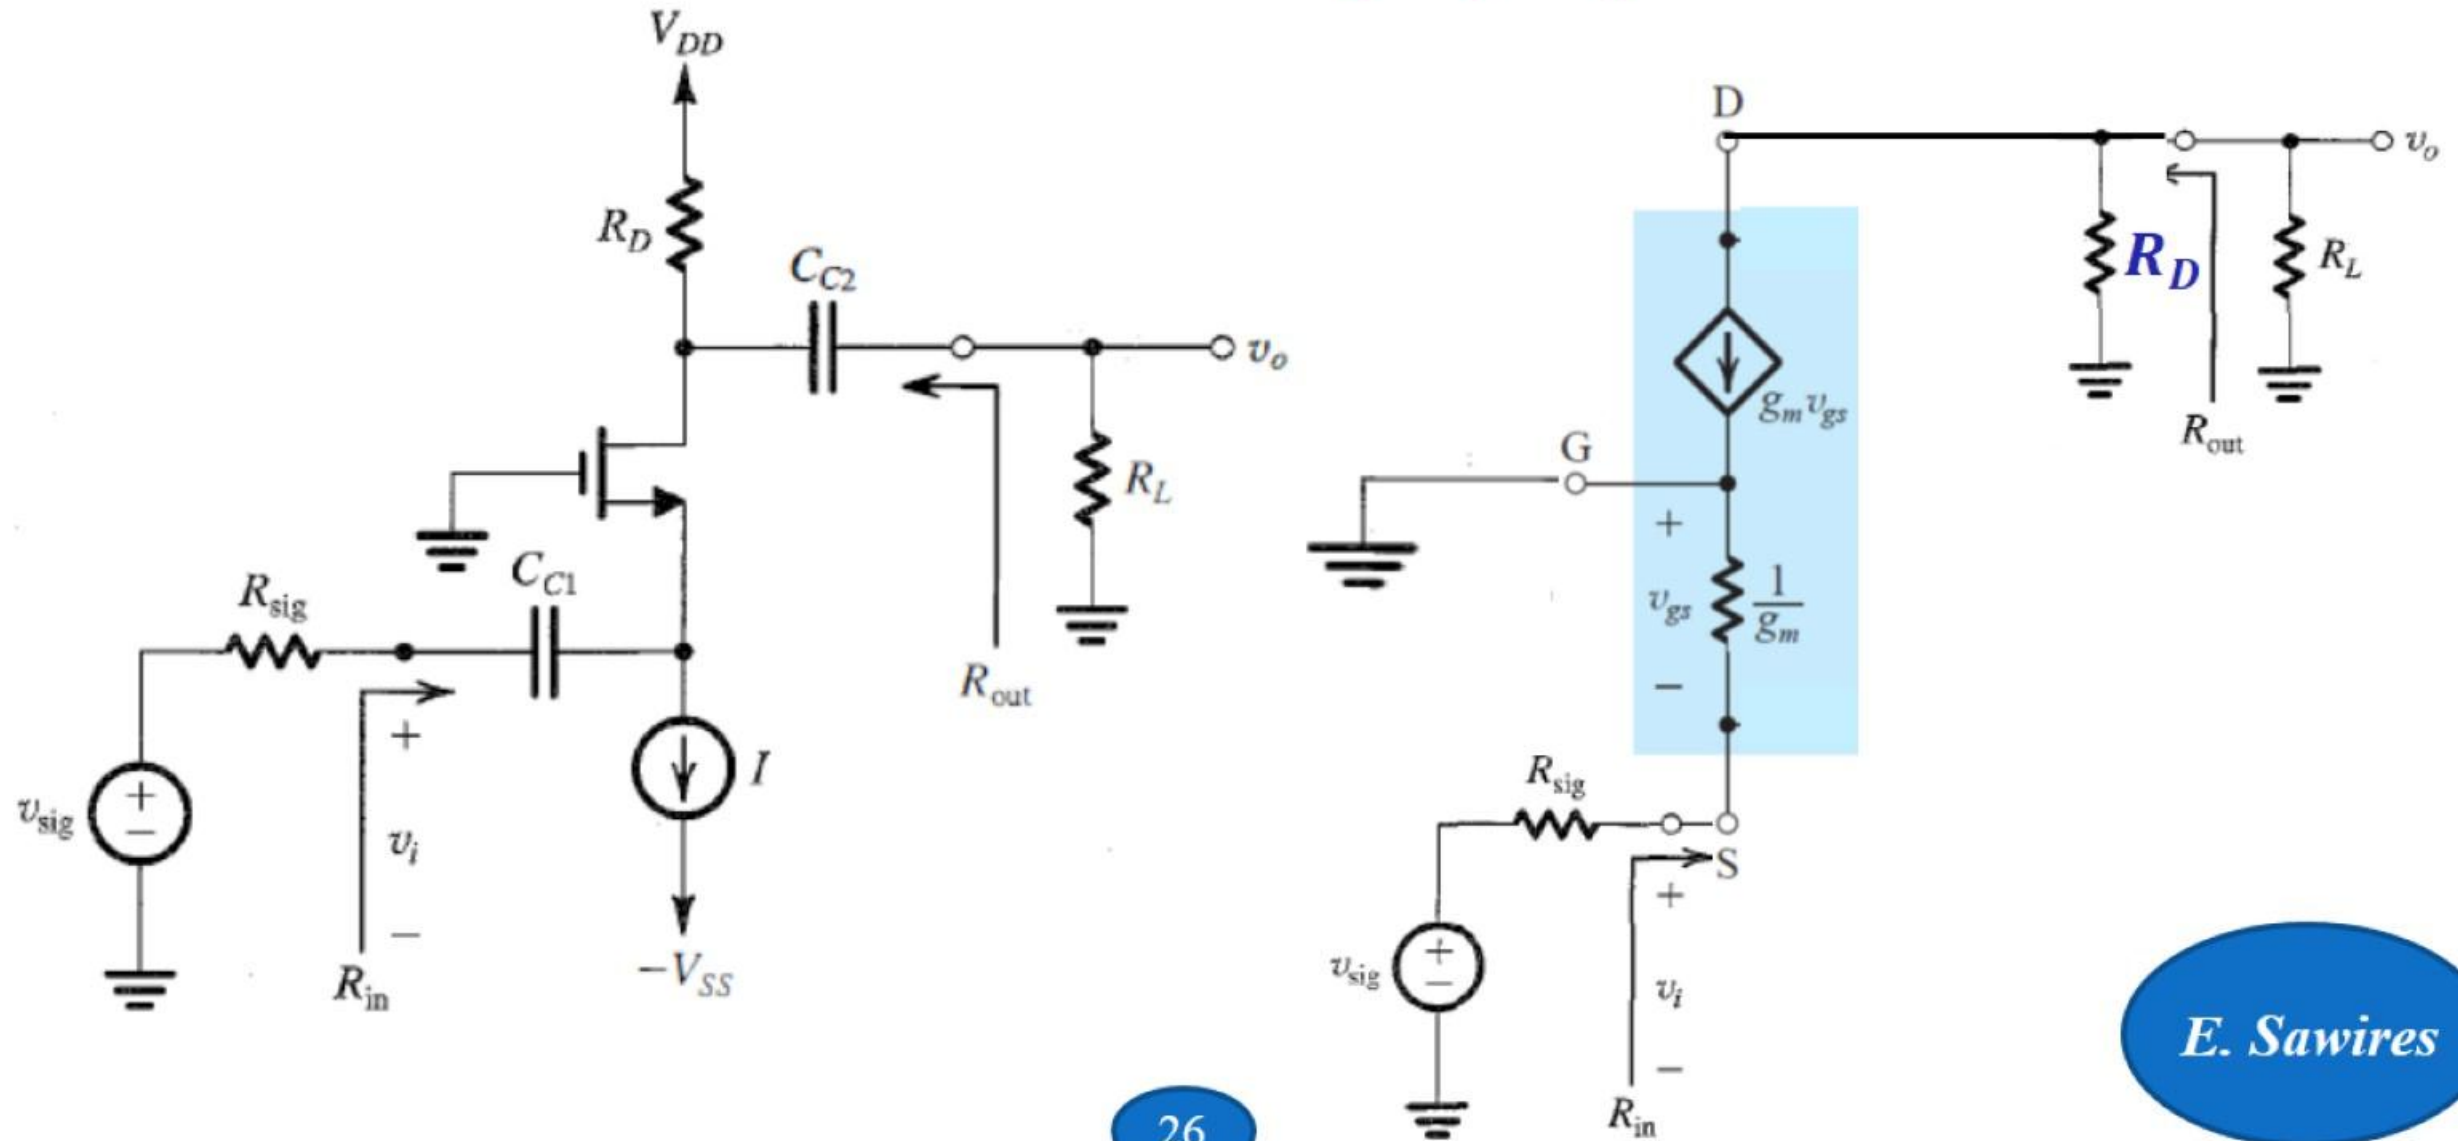 V_DD
R_D
C_C2
v_o
R_L
R_out
C_C1
R_sig
v_sig
+
−
+
v_i
−
R_in
I
−V_SS
D
v_o
R_D
R_L
R_out
g_m v_gs
G
+
v_gs
−
1
g_m
R_sig
S
v_sig
+
−
+
v_i
−
R_in
26
E. Sawires